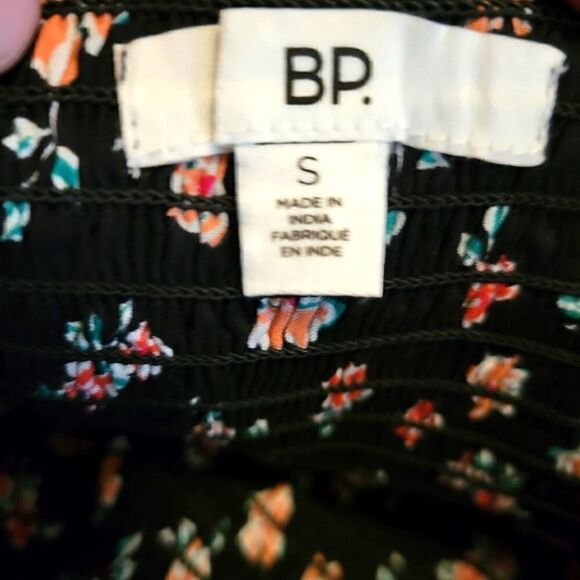 BP.
S
MADE IN
INDIA
FABRIQUÉ
EN INDE